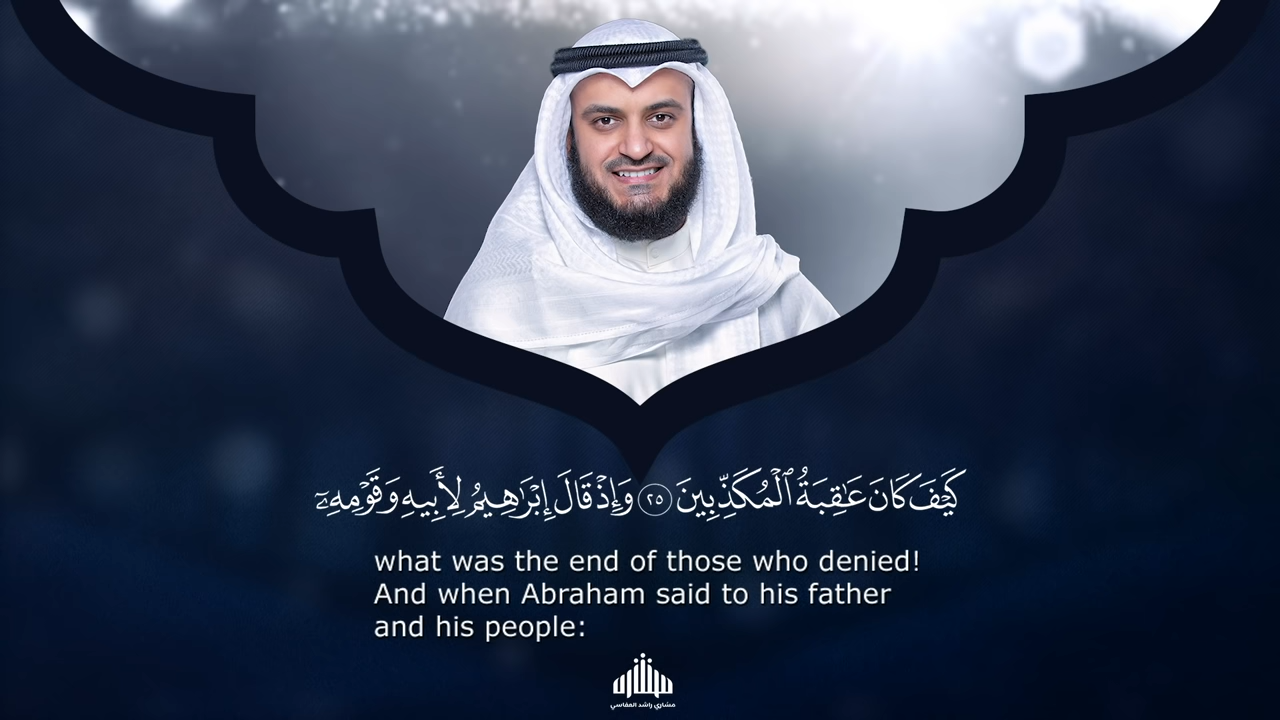 كَيْفَ كَانَ عَٰقِبَةُ ٱلْمُكَذِّبِينَ ٢٥ وَإِذْ قَالَ إِبْرَٰهِيمُ لِأَبِيهِ وَقَوْمِهِۦٓ
what was the end of those who denied!
And when Abraham said to his father
and his people:
مشاري
مشاري راشد العفاسي